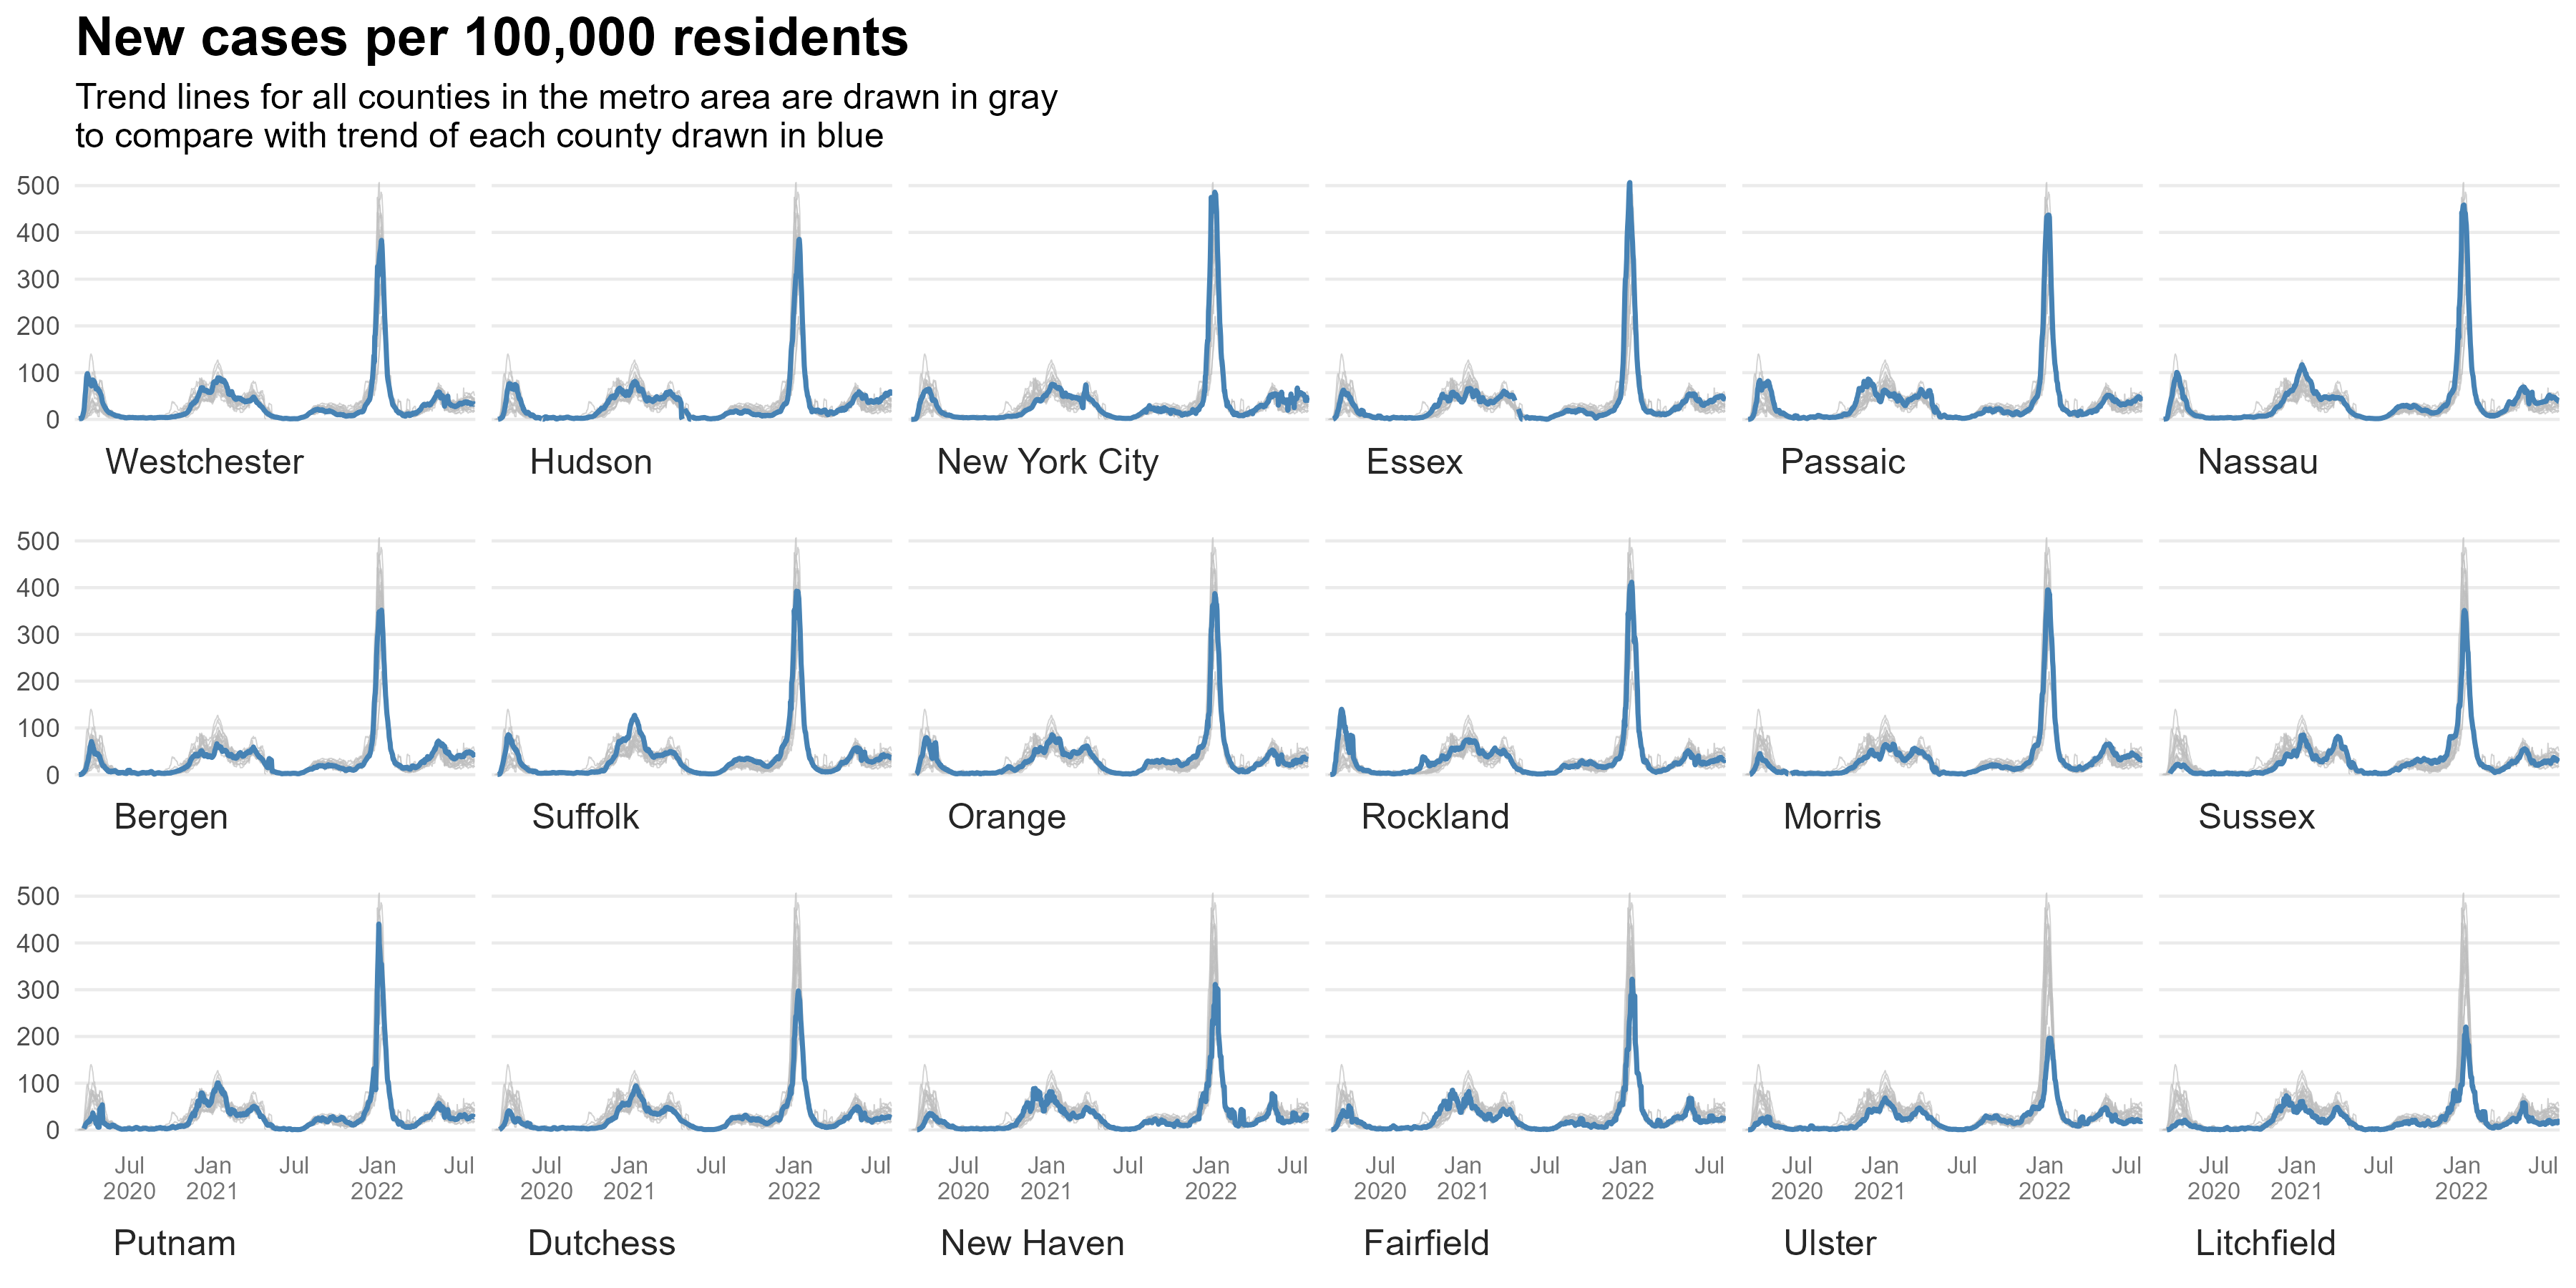 New cases per 100,000 residents
Trend lines for all counties in the metro area are drawn in gray
to compare with trend of each county drawn in blue
500
400
300
200
100
0
Westchester Hudson New York City Essex Passaic Nassau
500
400
300
200
100
0
Bergen Suffolk Orange Rockland Morris Sussex
500
400
300
200
100
0
Jul Jan Jul Jan Jul Jul Jan Jul Jan Jul Jul Jan Jul Jan Jul Jul Jan Jul Jan Jul Jul Jan Jul Jan Jul Jul Jan Jul Jan Jul
2020 2021 2022 2020 2021 2022 2020 2021 2022 2020 2021 2022 2020 2021 2022 2020 2021 2022
Putnam Dutchess New Haven Fairfield Ulster Litchfield